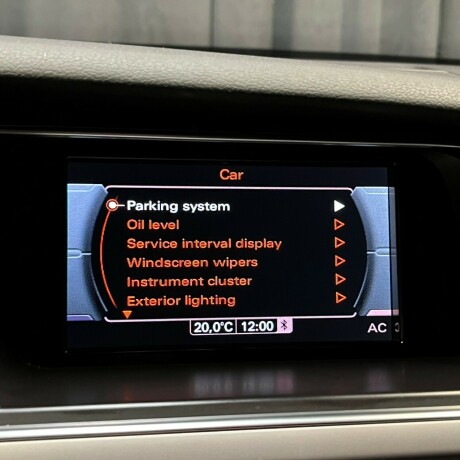 Car
Parking system
Oil level
Service interval display
Windscreen wipers
Instrument cluster
Exterior lighting
20,0°C 12:00
AC